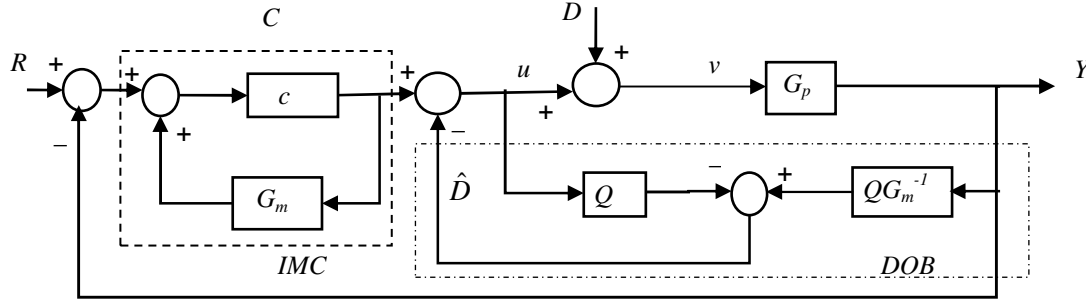 C
D
R
+
−
+
+
c
+
−
u
+
+
v
G_p
Y
G_m
D̂
Q
−
+
QG_m^{-1}
IMC
DOB